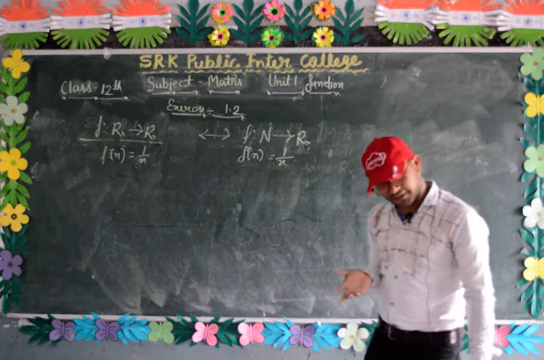 SRK Public Inter College
Class: 12th Subject - Maths Unit 1 function
Exercise - 1.2
f: R* → R* ↔ f: N → R*
f(x) = 1/x f(x) = 1/x